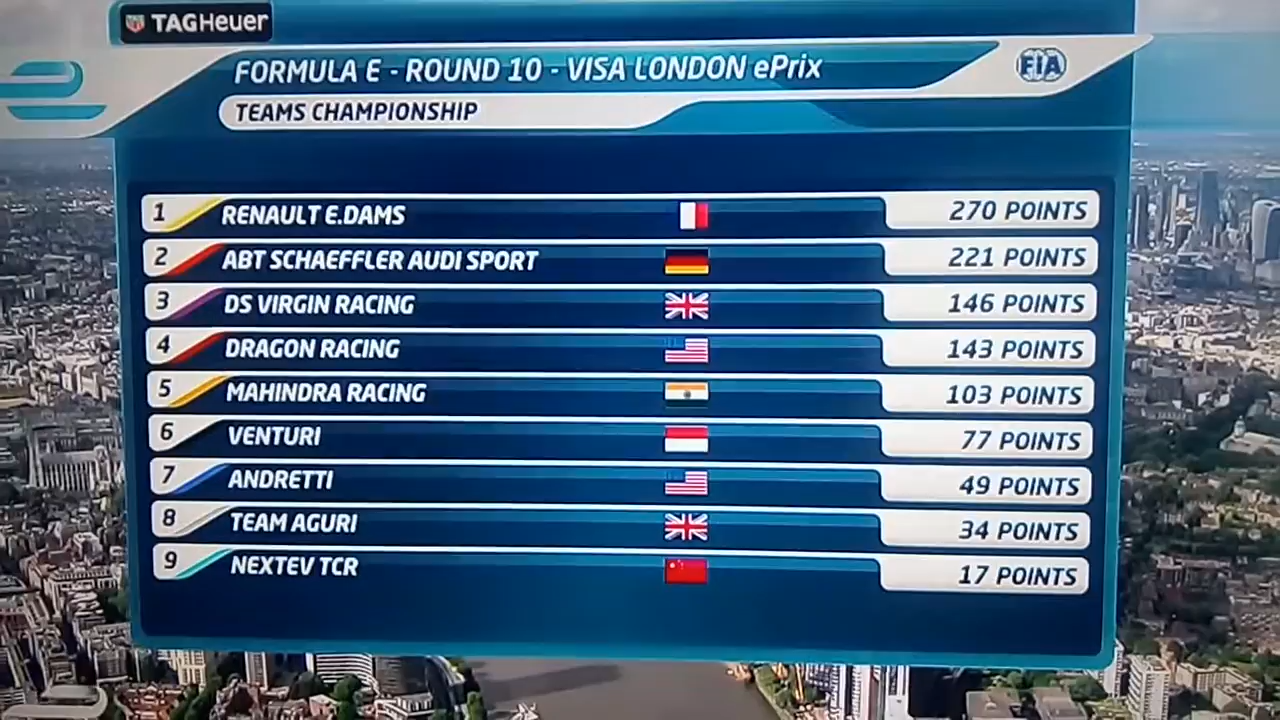 TAGHeuer
FORMULA E - ROUND 10 - VISA LONDON ePrix
FIA
TEAMS CHAMPIONSHIP
1 RENAULT E.DAMS 270 POINTS
2 ABT SCHAEFFLER AUDI SPORT 221 POINTS
3 DS VIRGIN RACING 146 POINTS
4 DRAGON RACING 143 POINTS
5 MAHINDRA RACING 103 POINTS
6 VENTURI 77 POINTS
7 ANDRETTI 49 POINTS
8 TEAM AGURI 34 POINTS
9 NEXTEV TCR 17 POINTS